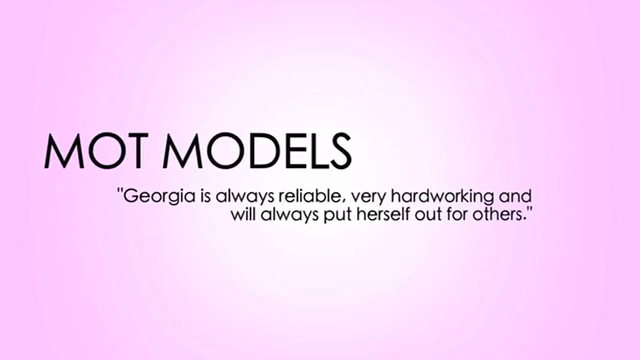 MOT MODELS
"Georgia is always reliable, very hardworking and
will always put herself out for others."